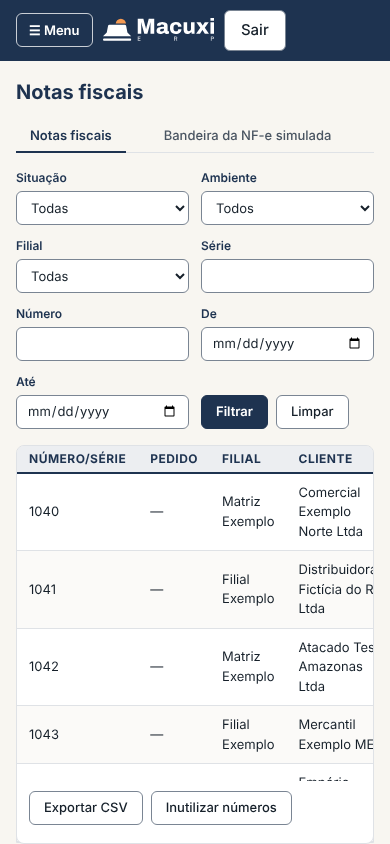 ☰ Menu
Macuxi
E R P
Sair
Notas fiscais
Notas fiscais
Bandeira da NF-e simulada
Situação
Ambiente
Todas
Todos
Filial
Série
Todas
Número
De
mm/dd/yyyy
Até
mm/dd/yyyy
Filtrar
Limpar
NÚMERO/SÉRIE PEDIDO FILIAL CLIENTE
1040 — Matriz Exemplo Comercial Exemplo Norte Ltda
1041 — Filial Exemplo Distribuidora Fictícia do R Ltda
1042 — Matriz Exemplo Atacado Tes Amazonas Ltda
1043 — Filial Exemplo Mercantil Exemplo ME
Exportar CSV
Inutilizar números